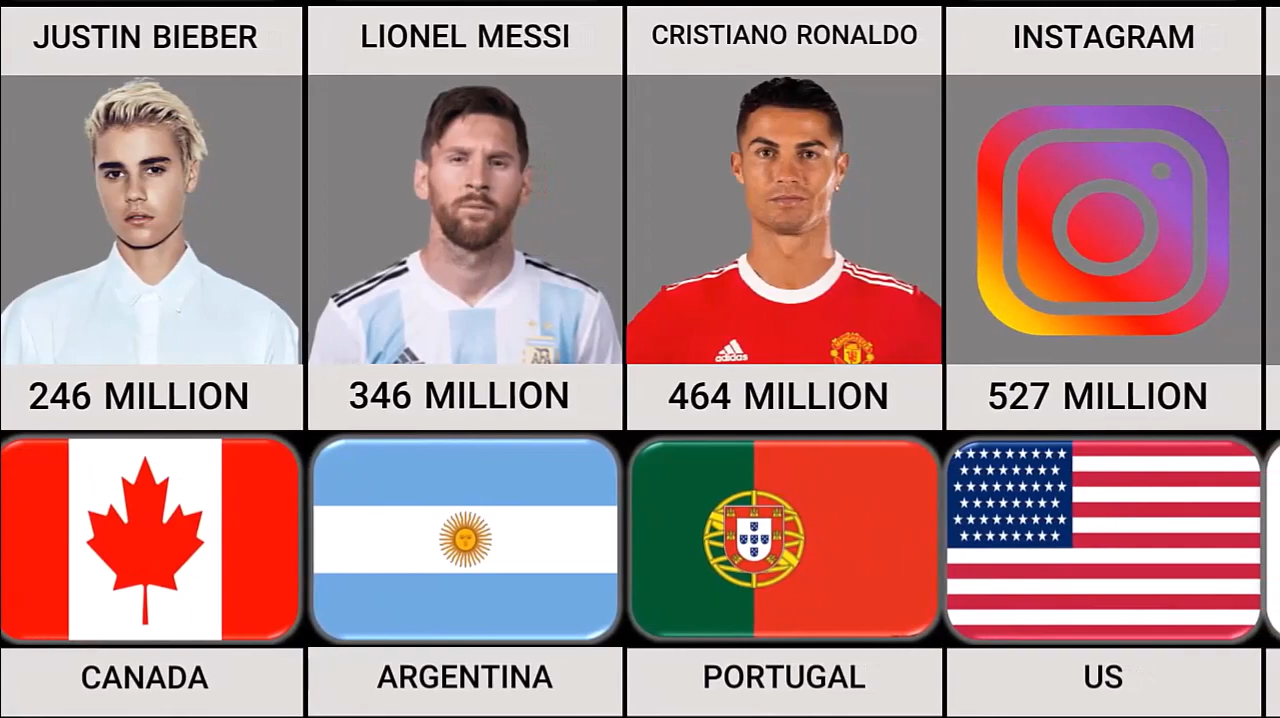 JUSTIN BIEBER
LIONEL MESSI
CRISTIANO RONALDO
INSTAGRAM
adidas
246 MILLION
346 MILLION
464 MILLION
527 MILLION
CANADA
ARGENTINA
PORTUGAL
US